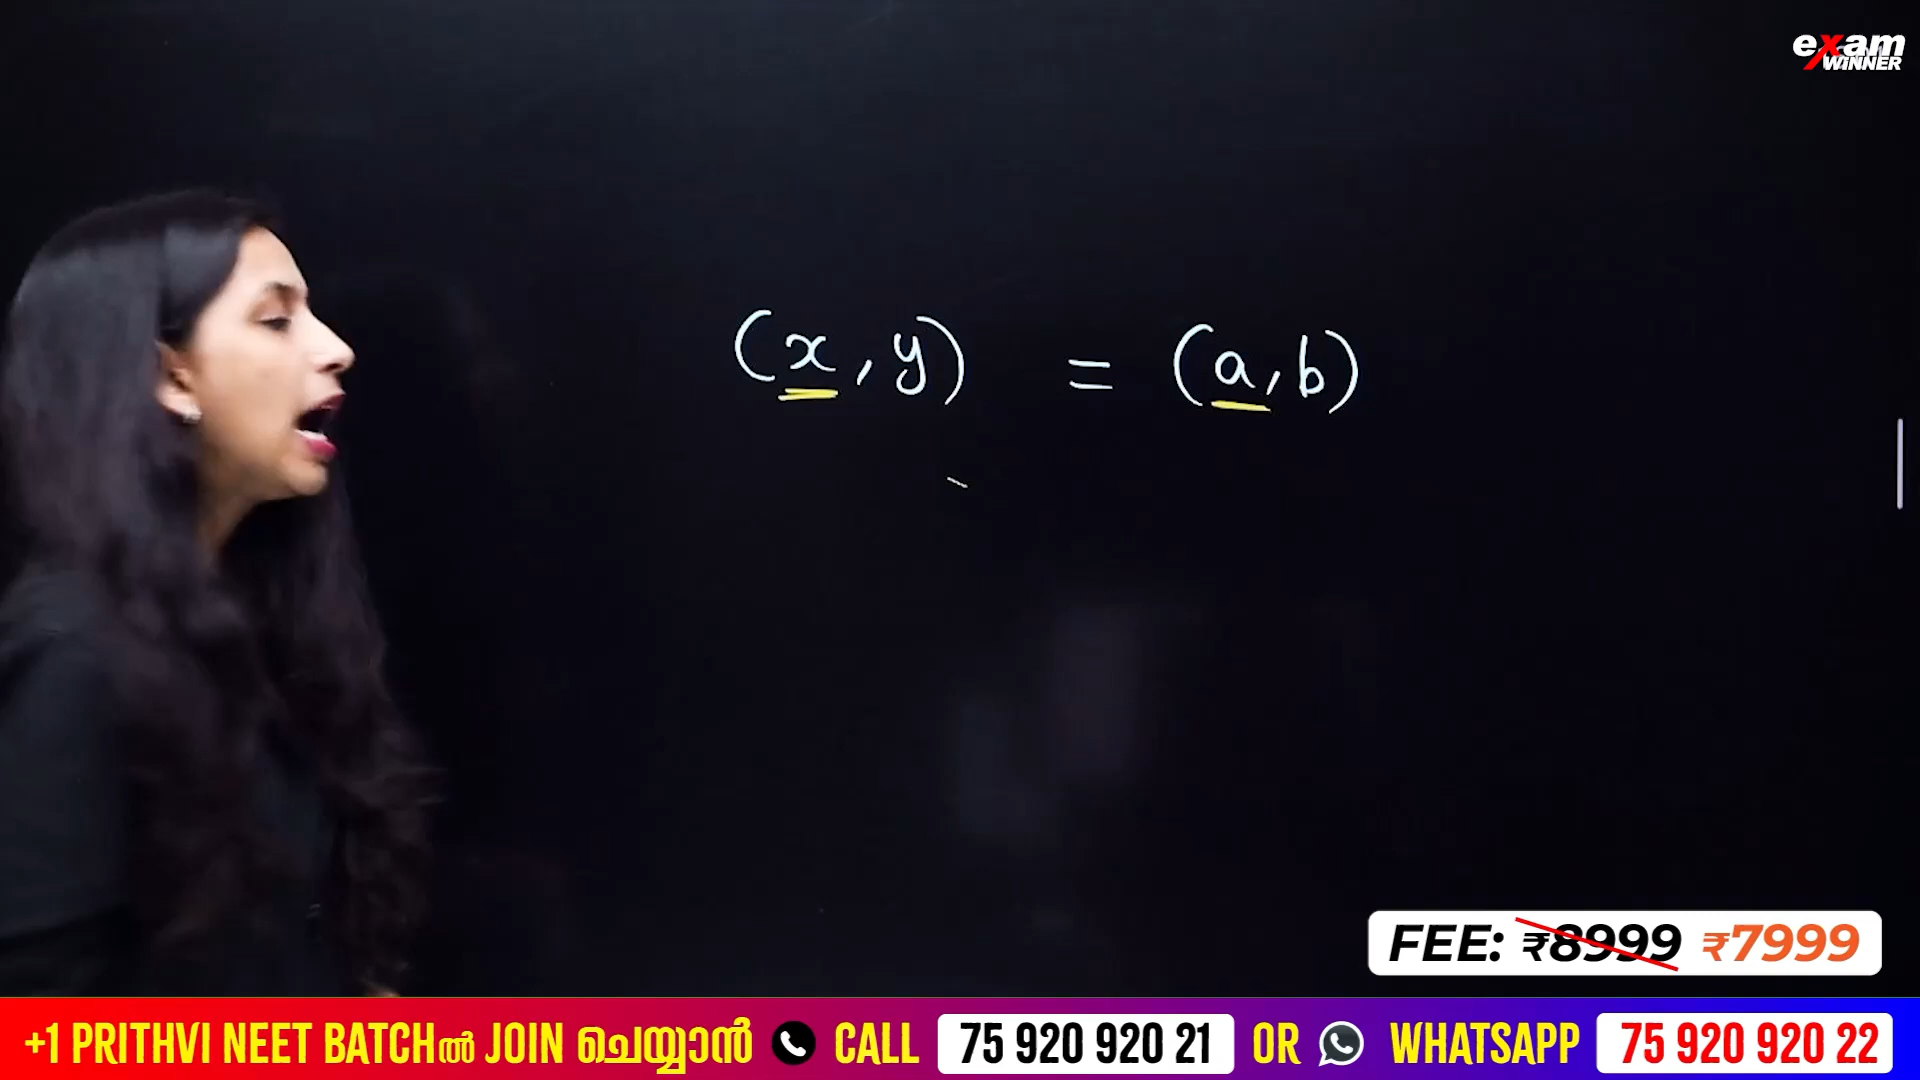 exam
WINNER
(x, y) = (a, b)
FEE: ₹8999 ₹7999
+1 PRITHVI NEET BATCHൽ JOIN ചെയ്യാൻ CALL 75 920 920 21 OR WHATSAPP 75 920 920 22